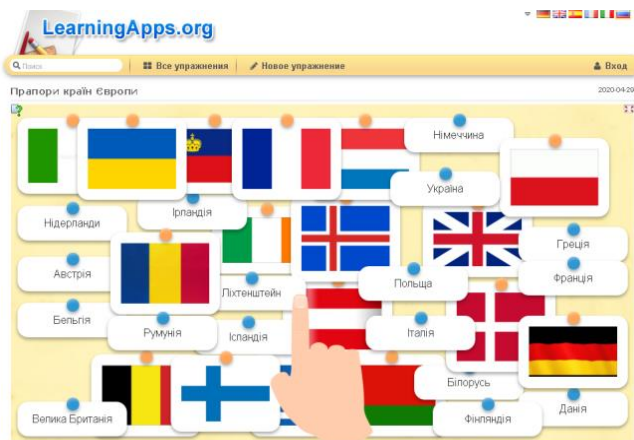 LearningApps.org
Поиск
Все упражнения
Новое упражнение
Вход
Прапори країн Європи
2020-04-29
Німеччина
Україна
Нідерланди
Ірландія
Греція
Австрія
Ліхтенштейн
Польща
Франція
Бельгія
Румунія
Ісландія
Італія
Білорусь
Велика Британія
Фінляндія
Данія